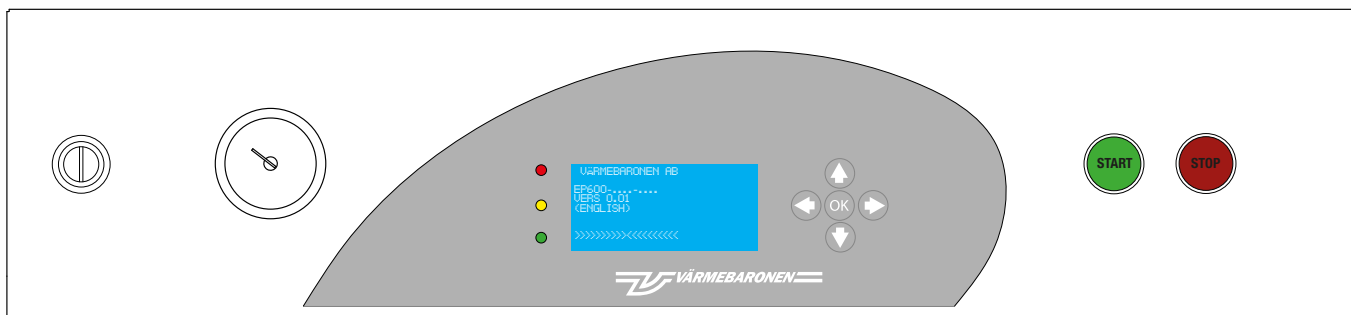 VÄRMEBARONEN AB
EP600-....-....
VERS 0.01
(ENGLISH)
>>>>>>>>>><<<<<<<<<<
OK
START
STOP
VÄRMEBARONEN